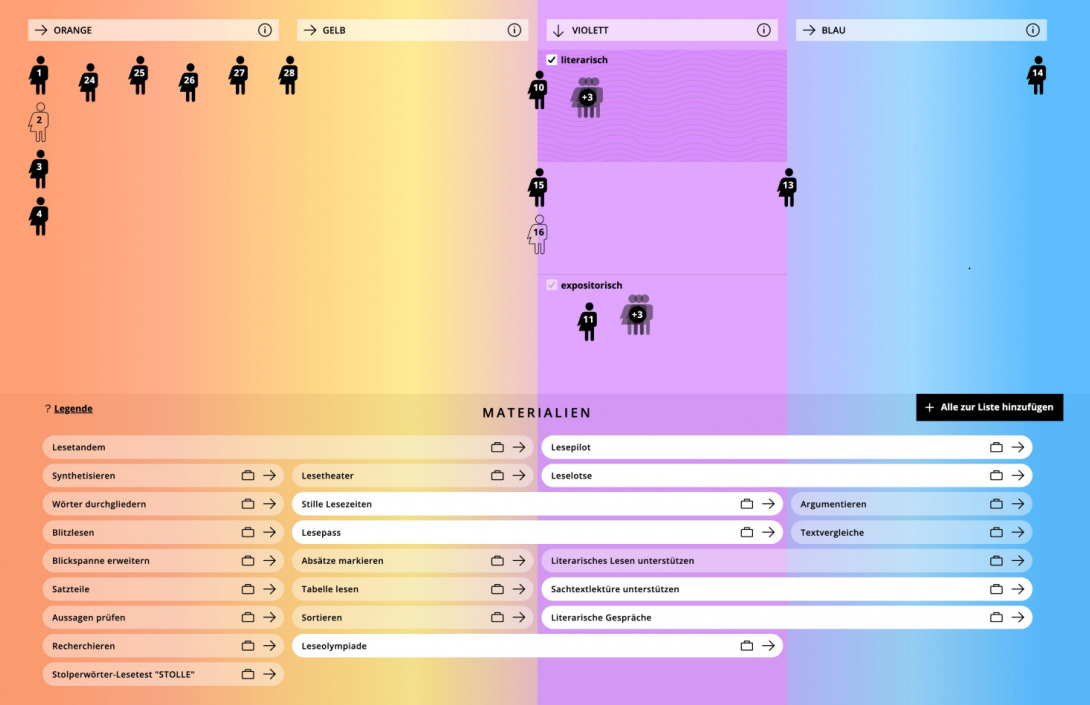 ORANGE
GELB
VIOLETT
BLAU
1
24
25
26
27
28
2
3
4
literarisch
10
+3
14
15
13
16
expositorisch
11
+3
? Legende
MATERIALIEN
+ Alle zur Liste hinzufügen
Lesetandem
Lesepilot
Synthetisieren
Lesetheater
Leselotse
Wörter durchgliedern
Stille Lesezeiten
Argumentieren
Blitzlesen
Lesepass
Textvergleiche
Blickspanne erweitern
Absätze markieren
Literarisches Lesen unterstützen
Satzteile
Tabelle lesen
Sachtextlektüre unterstützen
Aussagen prüfen
Sortieren
Literarische Gespräche
Recherchieren
Leseolympiade
Stolperwörter-Lesetest "STOLLE"